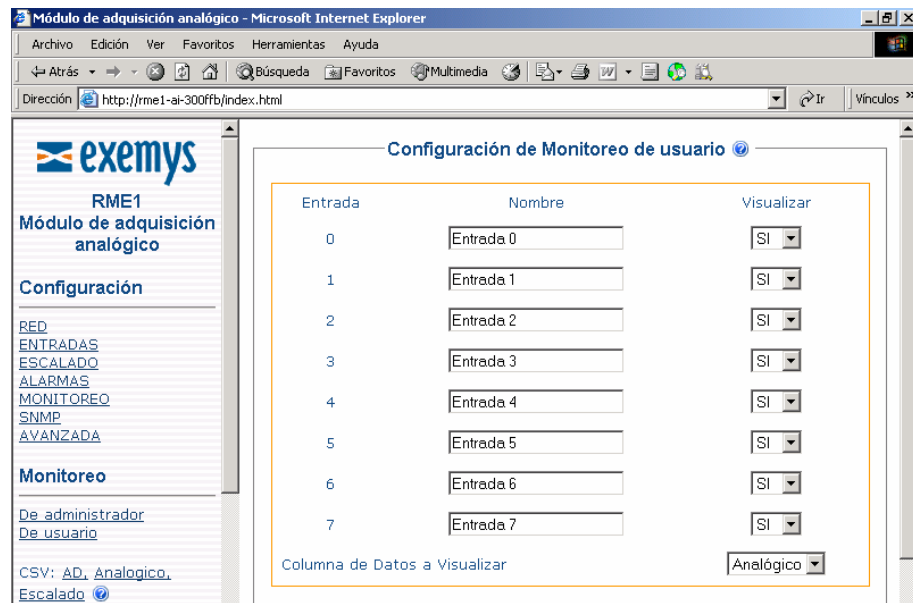 Módulo de adquisición analógico - Microsoft Internet Explorer
Archivo Edición Ver Favoritos Herramientas Ayuda
Atrás Búsqueda Favoritos Multimedia
Dirección http://rme1-ai-300ffb/index.html Ir Vínculos »
exemys
RME1
Módulo de adquisición
analógico
Configuración
RED
ENTRADAS
ESCALADO
ALARMAS
MONITOREO
SNMP
AVANZADA
Monitoreo
De administrador
De usuario
CSV: AD, Analogico,
Escalado
Configuración de Monitoreo de usuario
Entrada Nombre Visualizar
0 Entrada 0 SI
1 Entrada 1 SI
2 Entrada 2 SI
3 Entrada 3 SI
4 Entrada 4 SI
5 Entrada 5 SI
6 Entrada 6 SI
7 Entrada 7 SI
Columna de Datos a Visualizar Analógico